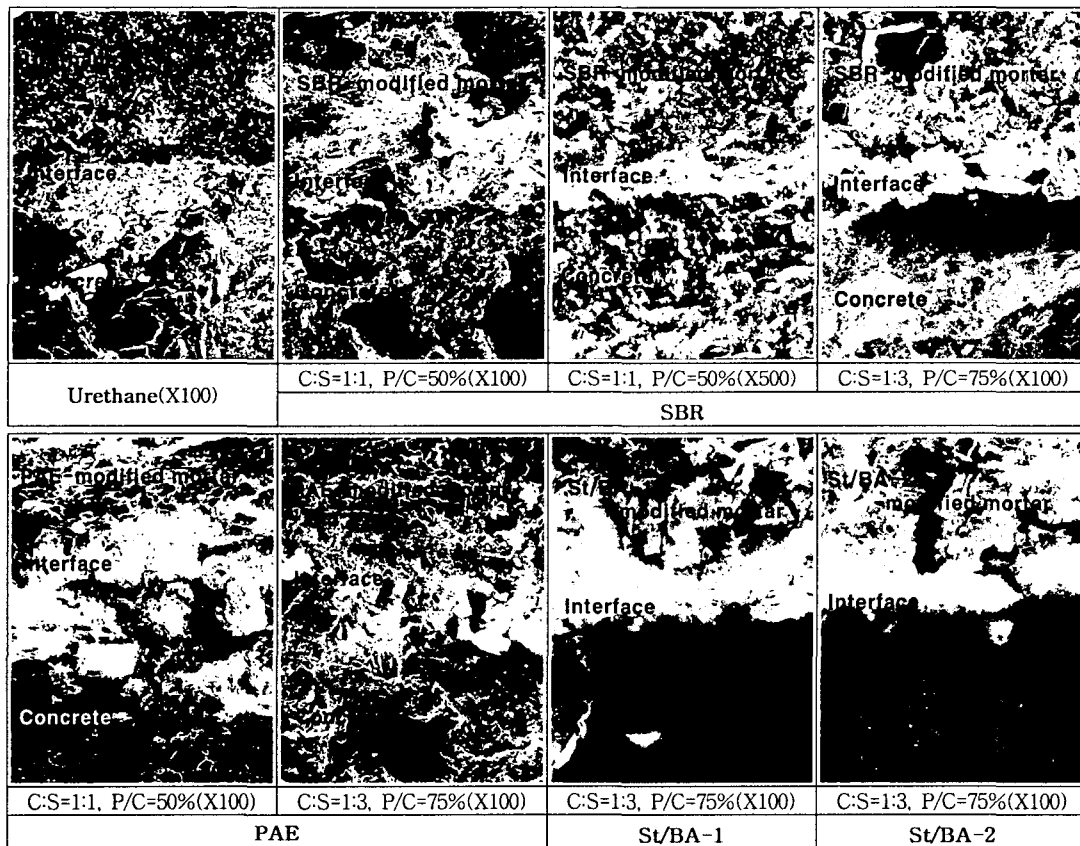 Interface
SBR-modified mortar
SBR-modified mortar
Interface
Concrete
SBR-modified mortar
Interface
Concrete
Urethane(X100)
C:S=1:1, P/C=50%(X100)
C:S=1:1, P/C=50%(X500)
C:S=1:3, P/C=75%(X100)
SBR
PAE-modified mortar
Interface
Concrete
Interface
modified mortar
Interface
St/BA-2
modified mortar
Interface
C:S=1:1, P/C=50%(X100)
C:S=1:3, P/C=75%(X100)
C:S=1:3, P/C=75%(X100)
C:S=1:3, P/C=75%(X100)
PAE
St/BA-1
St/BA-2